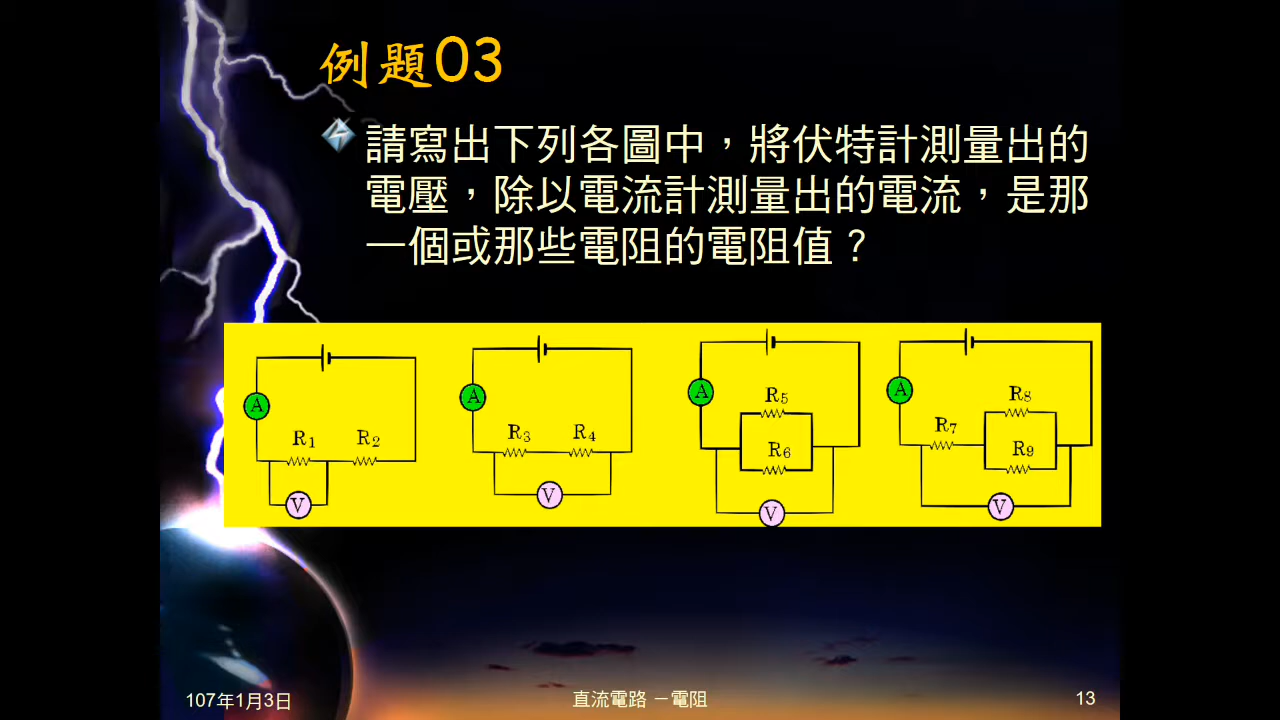 例題03
請寫出下列各圖中，將伏特計測量出的
電壓，除以電流計測量出的電流，是那
一個或那些電阻的電阻值？
A R1 R2 V
A R3 R4 V
A R5 R6 V
A R7 R8 R9 V
107年1月3日
直流電路 －電阻
13